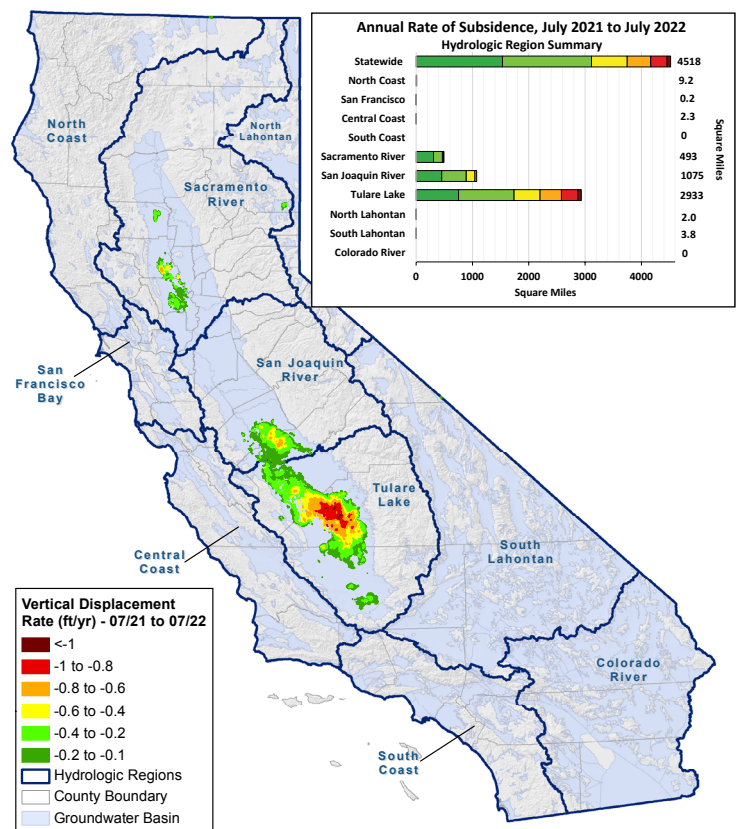 Annual Rate of Subsidence, July 2021 to July 2022
Hydrologic Region Summary
Statewide 4518
North Coast 9.2
San Francisco 0.2
Central Coast 2.3
South Coast 0
Sacramento River 493
San Joaquin River 1075
Tulare Lake 2933
North Lahontan 2.0
South Lahontan 3.8
Colorado River 0
Square Miles
0 1000 2000 3000 4000
Square Miles
North
Coast
North
Lahontan
Sacramento
River
San
Francisco
Bay
San Joaquin
River
Tulare
Lake
Central
Coast
South
Lahontan
Colorado
River
South
Coast
Vertical Displacement
Rate (ft/yr) - 07/21 to 07/22
<-1
-1 to -0.8
-0.8 to -0.6
-0.6 to -0.4
-0.4 to -0.2
-0.2 to -0.1
Hydrologic Regions
County Boundary
Groundwater Basin